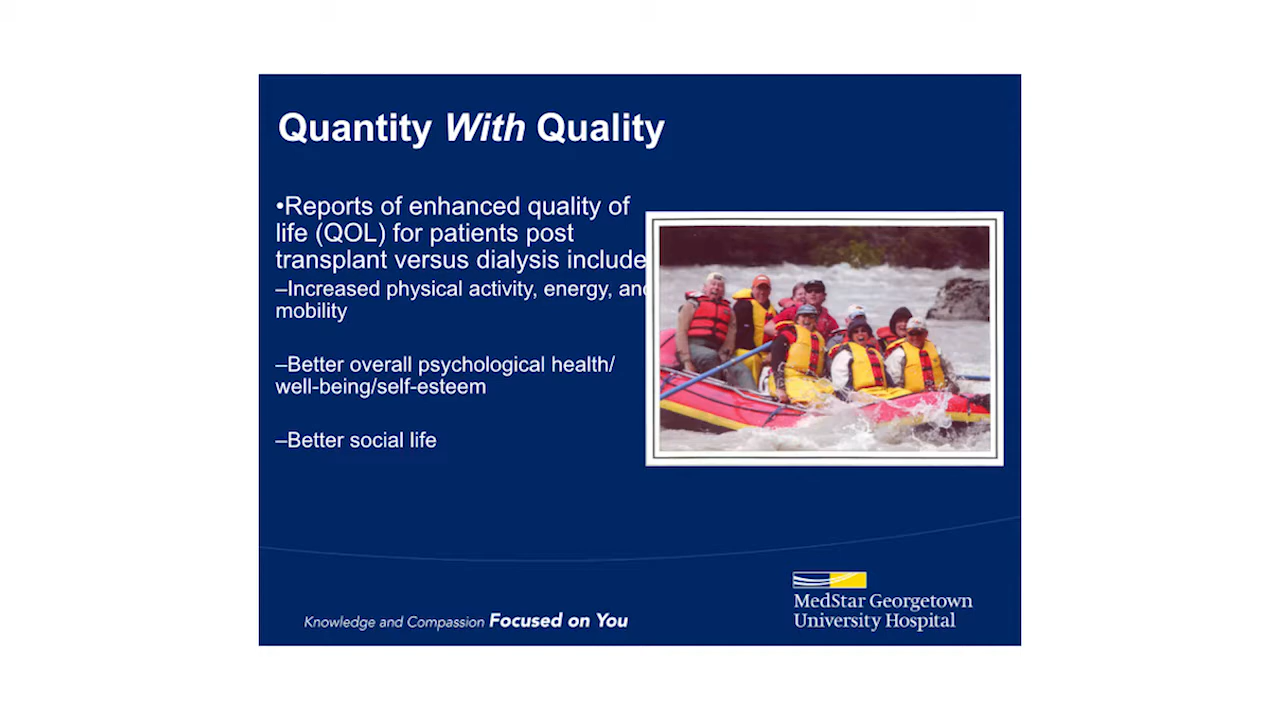 Quantity With Quality
•Reports of enhanced quality of
life (QOL) for patients post
transplant versus dialysis include
–Increased physical activity, energy, and
mobility
–Better overall psychological health/
well-being/self-esteem
–Better social life
Knowledge and Compassion Focused on You
MedStar Georgetown
University Hospital